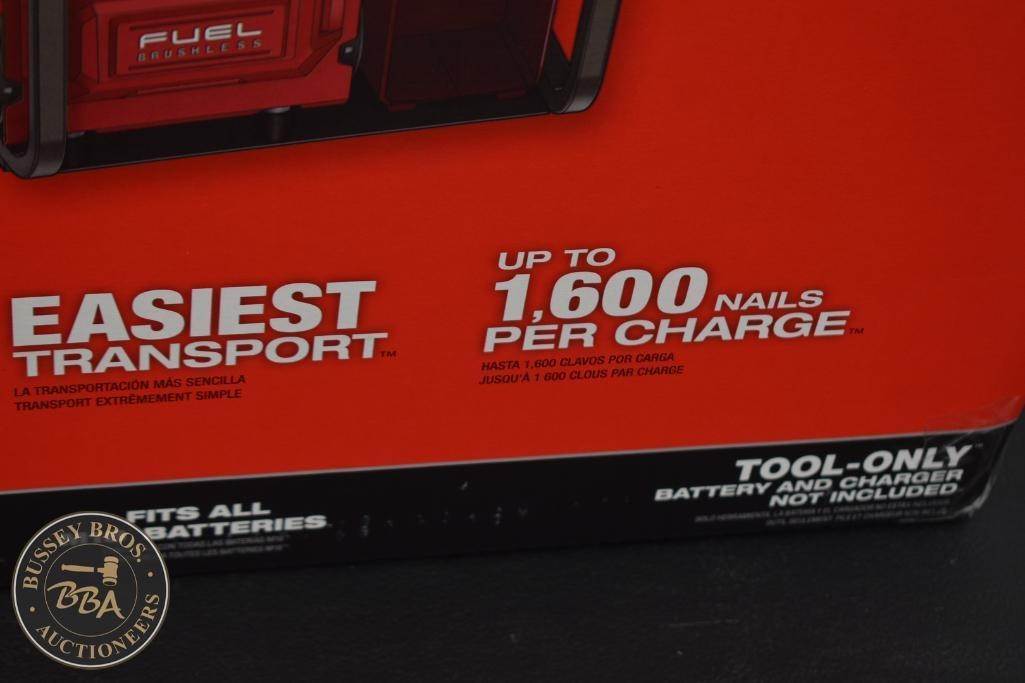 FUEL
BRUSHLESS
EASIEST
TRANSPORT™
LA TRANSPORTACIÓN MÁS SENCILLA
TRANSPORT EXTRÊMEMENT SIMPLE
UP TO
1,600 NAILS
PER CHARGE™
HASTA 1,600 CLAVOS POR CARGA
JUSQU'À 1 600 CLOUS PAR CHARGE
FITS ALL
BATTERIES
TOOL-ONLY™
BATTERY AND CHARGER
NOT INCLUDED
BUSSEY BROS.
BBA
AUCTIONEERS